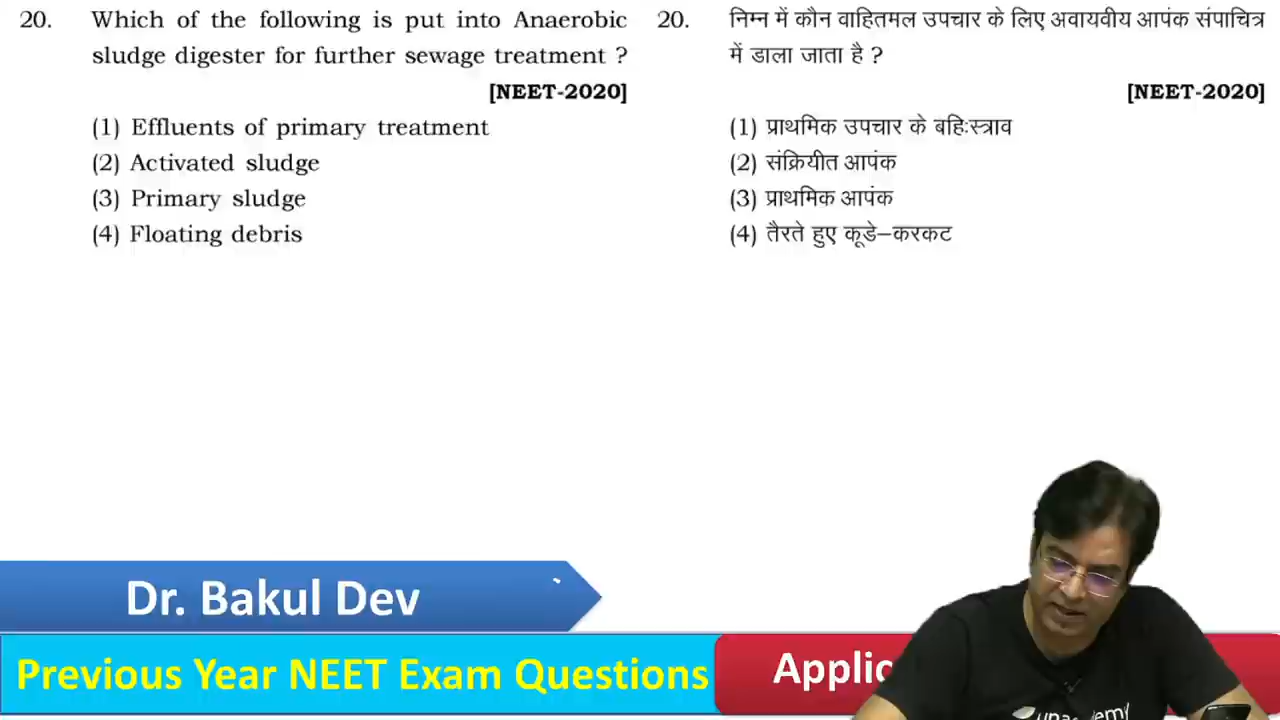 20. Which of the following is put into Anaerobic
sludge digester for further sewage treatment ?
[NEET-2020]
(1) Effluents of primary treatment
(2) Activated sludge
(3) Primary sludge
(4) Floating debris
20. निम्न में कौन वाहितमल उपचार के लिए अवायवीय आपंक संपाचित्र
में डाला जाता है ?
[NEET-2020]
(1) प्राथमिक उपचार के बहिःस्त्राव
(2) संक्रियीत आपंक
(3) प्राथमिक आपंक
(4) तैरते हुए कूडे–करकट
Dr. Bakul Dev
Previous Year NEET Exam Questions
Applic
unacademy